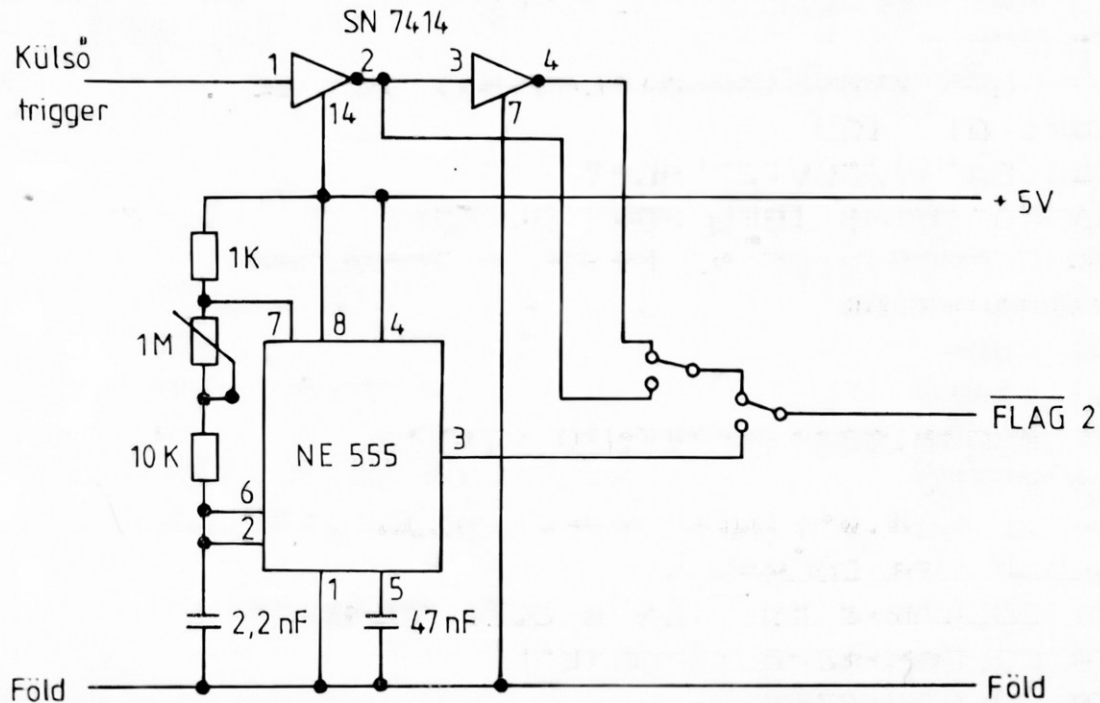 SN 7414
Külső
trigger
1
2
3
4
14
7
+ 5V
1K
7
8
4
1M
FLAG 2
10 K
NE 555
3
6
2
1
5
2,2 nF
47 nF
Föld
Föld